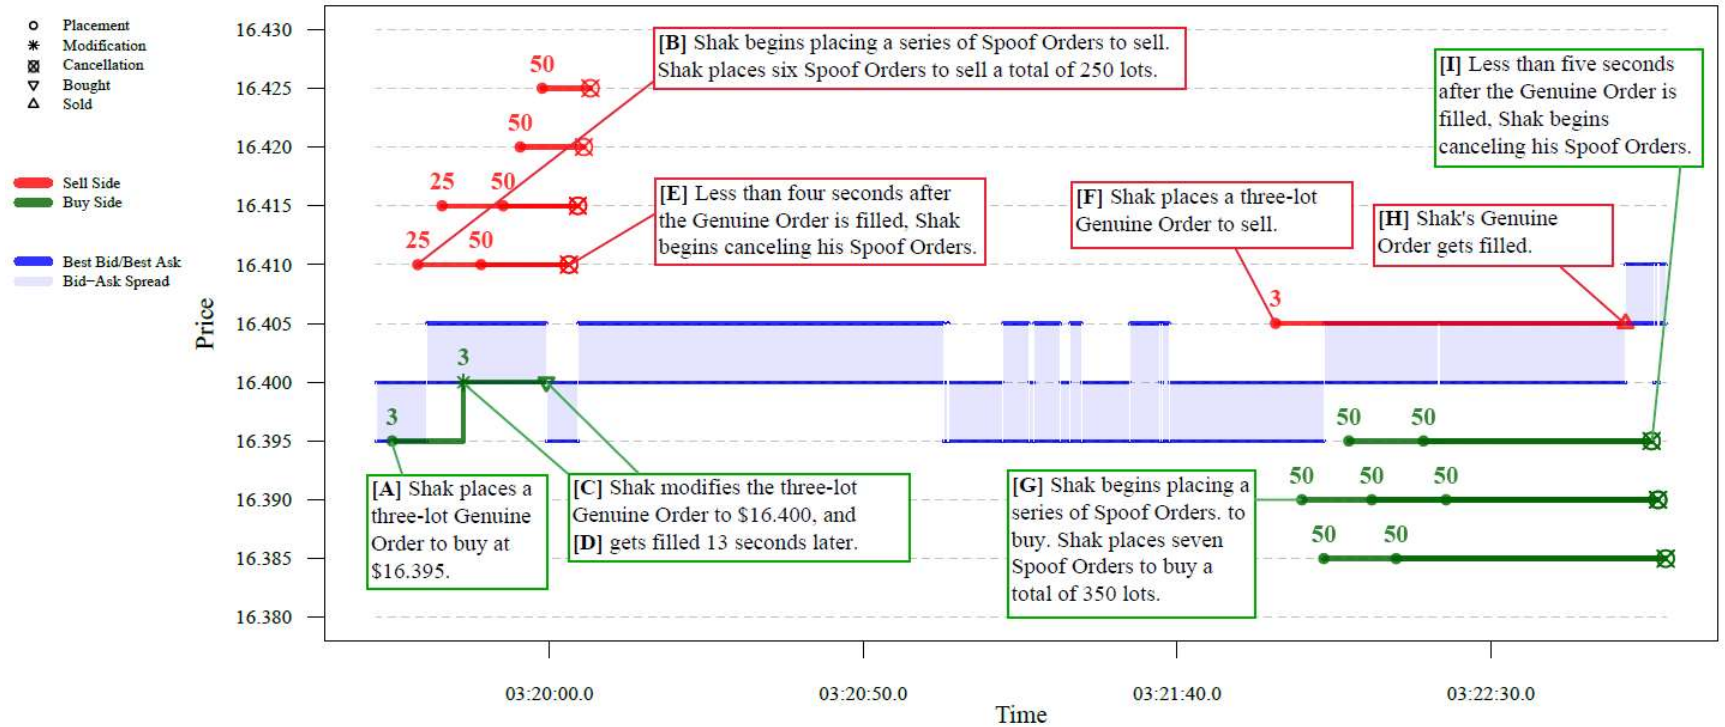 Placement
Modification
Cancellation
Bought
Sold
Sell Side
Buy Side
Best Bid/Best Ask
Bid−Ask Spread
Price
16.430
16.425
16.420
16.415
16.410
16.405
16.400
16.395
16.390
16.385
16.380
50
50
25 50
25 50
3
3
[B] Shak begins placing a series of Spoof Orders to sell.
Shak places six Spoof Orders to sell a total of 250 lots.
[E] Less than four seconds after
the Genuine Order is filled, Shak
begins canceling his Spoof Orders.
[A] Shak places a
three-lot Genuine
Order to buy at
$16.395.
[C] Shak modifies the three-lot
Genuine Order to $16.400, and
[D] gets filled 13 seconds later.
[F] Shak places a three-lot
Genuine Order to sell.
[H] Shak's Genuine
Order gets filled.
[I] Less than five seconds
after the Genuine Order is
filled, Shak begins
canceling his Spoof Orders.
3
50 50
50 50 50
50 50
[G] Shak begins placing a
series of Spoof Orders. to
buy. Shak places seven
Spoof Orders to buy a
total of 350 lots.
03:20:00.0
03:20:50.0
03:21:40.0
03:22:30.0
Time